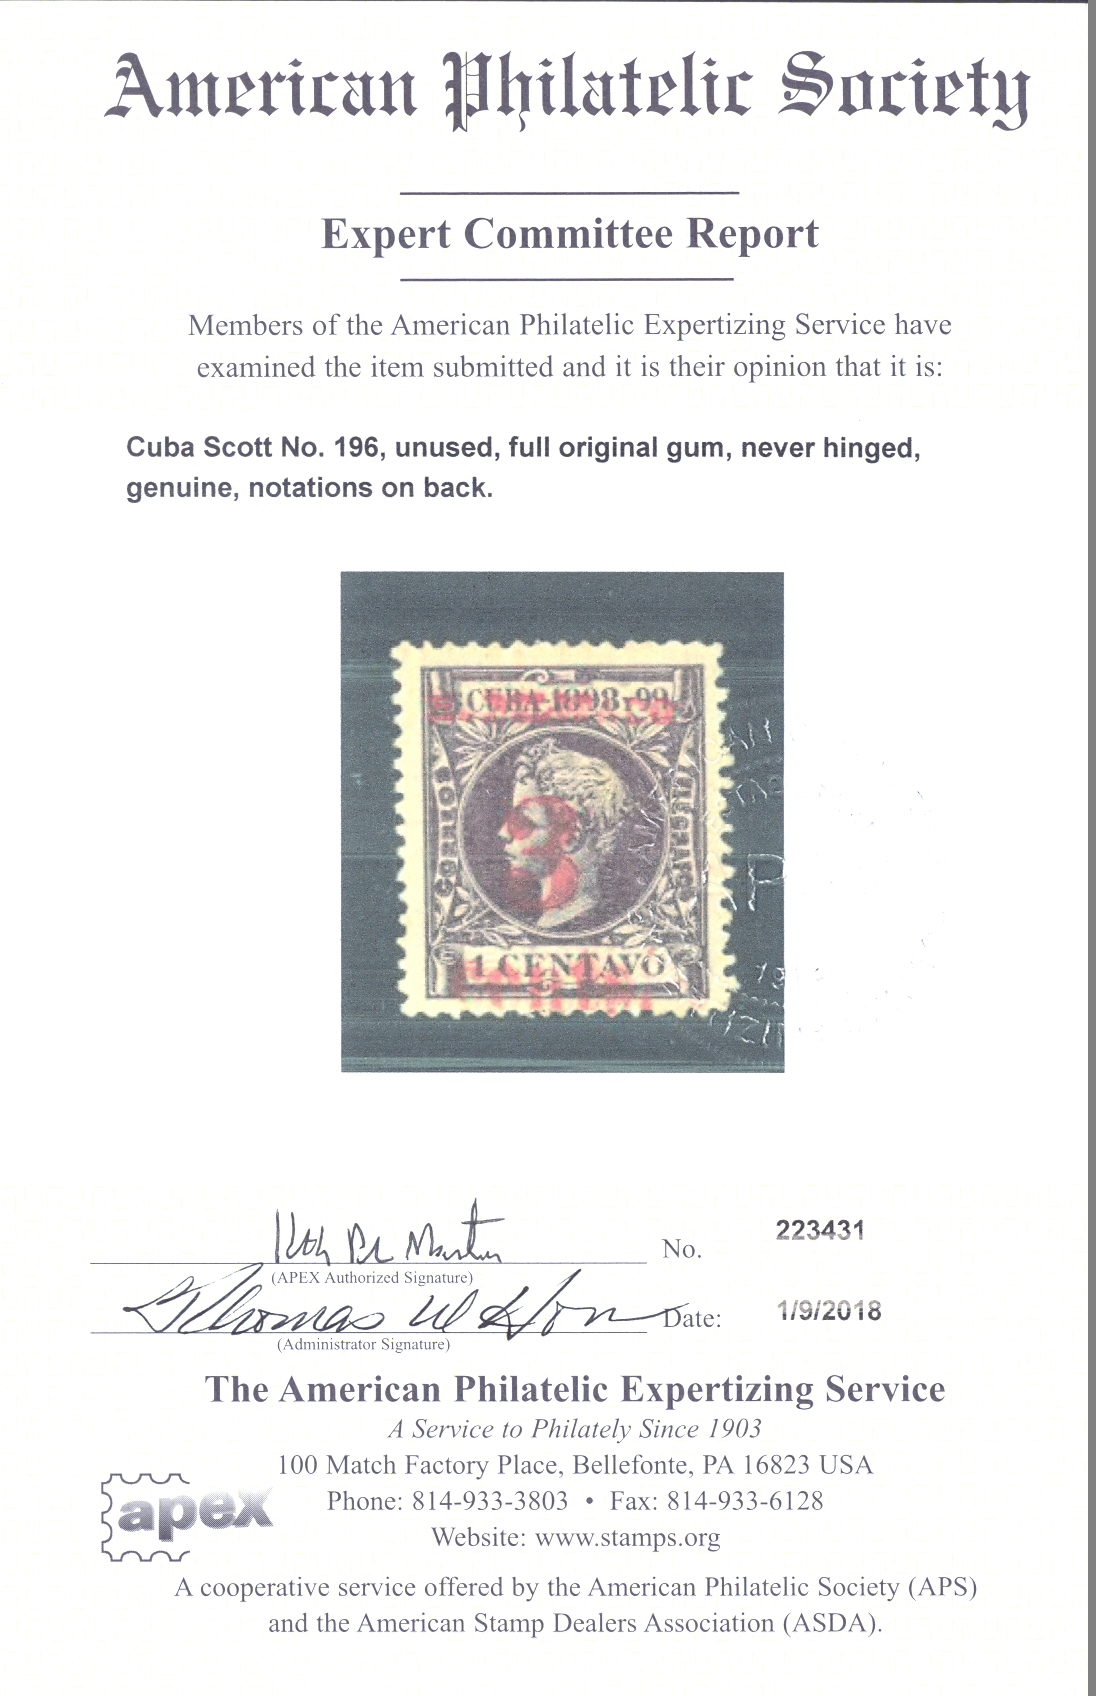 American Philatelic Society
Expert Committee Report
Members of the American Philatelic Expertizing Service have
examined the item submitted and it is their opinion that it is:
Cuba Scott No. 196, unused, full original gum, never hinged,
genuine, notations on back.
CUBA-1898 y 99
CORREOS
TELEGRAFOS
3
1 CENTAVO
No. 223431
(APEX Authorized Signature)
Thomas W Horn Date: 1/9/2018
(Administrator Signature)
The American Philatelic Expertizing Service
A Service to Philately Since 1903
100 Match Factory Place, Bellefonte, PA 16823 USA
apex
Phone: 814-933-3803 • Fax: 814-933-6128
Website: www.stamps.org
A cooperative service offered by the American Philatelic Society (APS)
and the American Stamp Dealers Association (ASDA).